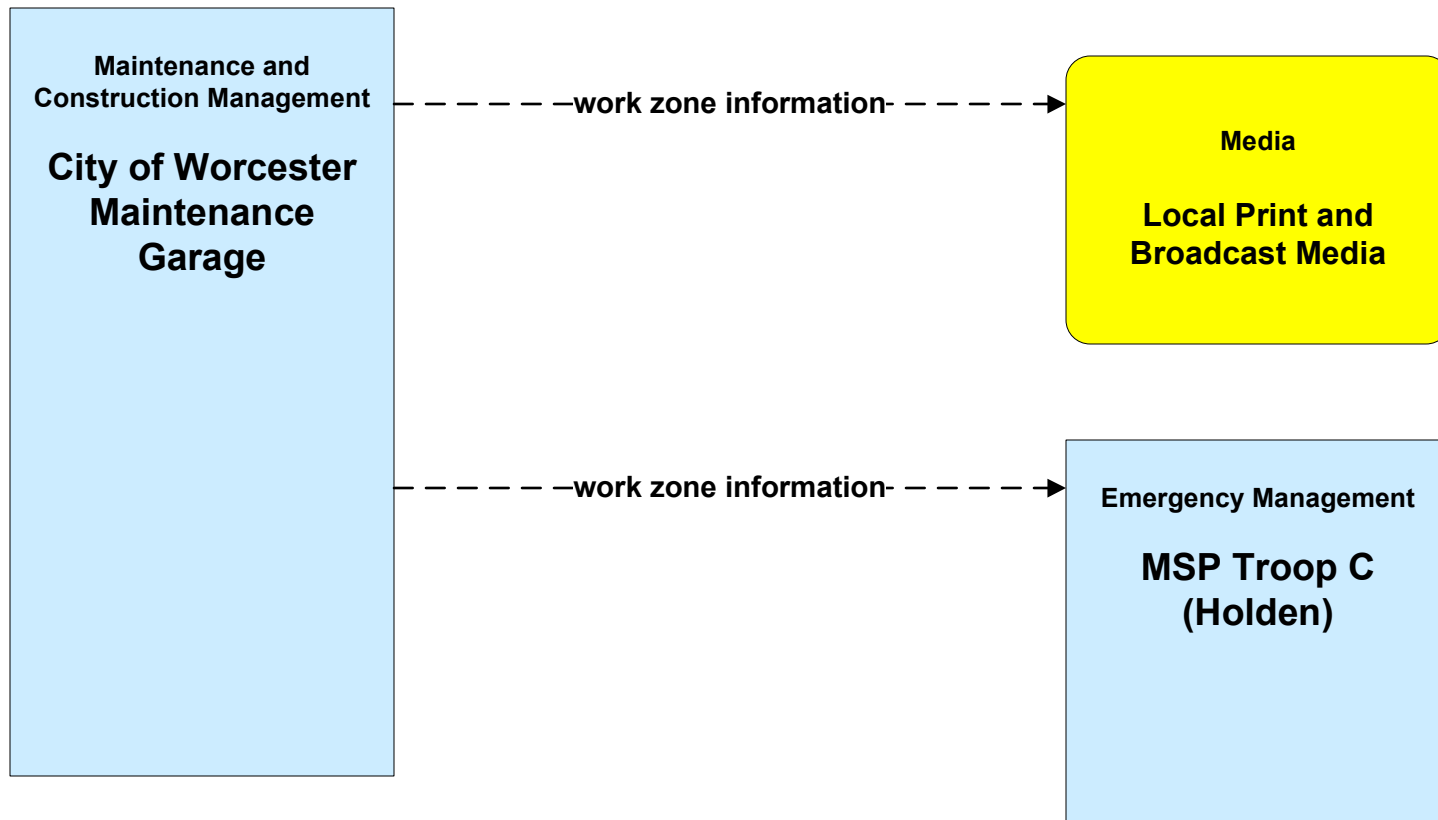 Maintenance and
Construction Management
City of Worcester
Maintenance
Garage
work zone information
Media
Local Print and
Broadcast Media
work zone information
Emergency Management
MSP Troop C
(Holden)